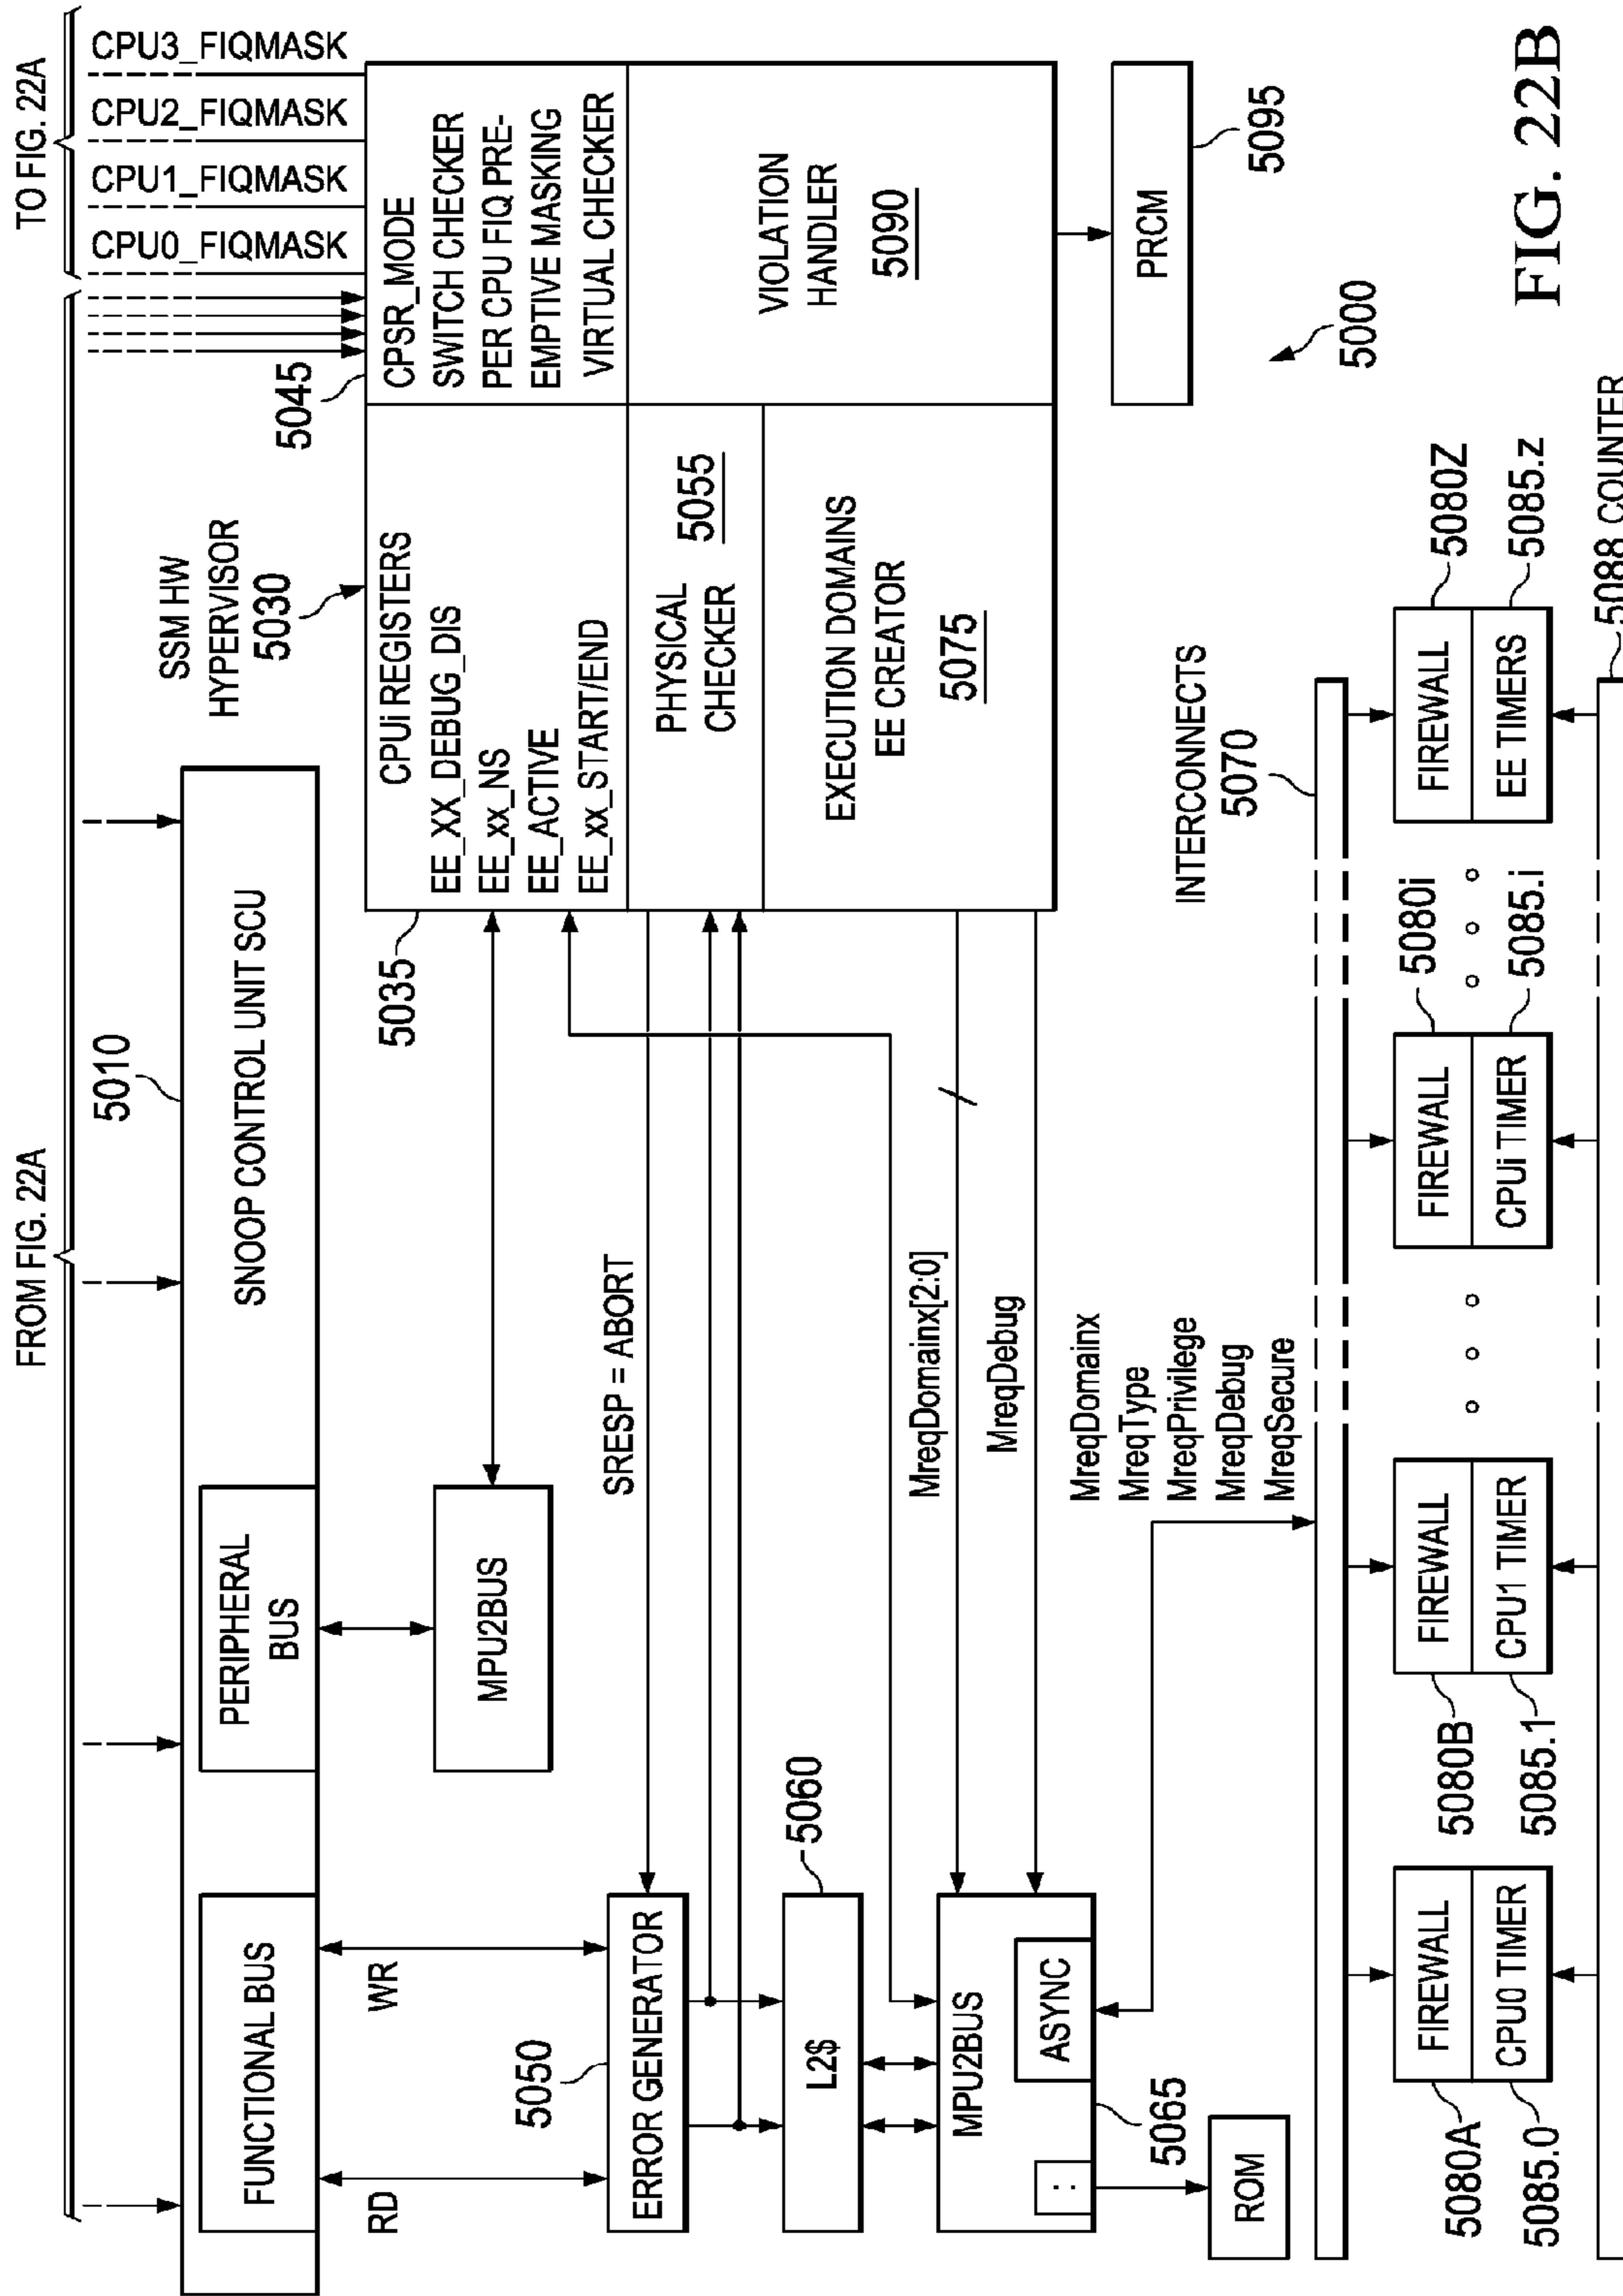 FROM FIG. 22A
TO FIG. 22A
CPU0_FIQMASK
CPU1_FIQMASK
CPU2_FIQMASK
CPU3_FIQMASK
5010
SNOOP CONTROL UNIT SCU
FUNCTIONAL BUS
PERIPHERAL
BUS
RD
WR
MPU2BUS
SSM HW
HYPERVISOR
5030
5045
5035
CPUi REGISTERS
EE_XX_DEBUG_DIS
EE_xx_NS
EE_ACTIVE
EE_xx_START/END
CPSR_MODE
SWITCH CHECKER
PER CPU FIQ PRE-
EMPTIVE MASKING
VIRTUAL CHECKER
PHYSICAL
CHECKER
5055
VIOLATION
HANDLER
5090
EXECUTION DOMAINS
EE CREATOR
5075
PRCM
5095
5050
ERROR GENERATOR
SRESP = ABORT
5060
L2$
MPU2BUS
ASYNC
:
5065
ROM
MreqDomainx[2:0]
MreqDebug
MreqDomainx
MreqType
MreqPrivilege
MreqDebug
MreqSecure
INTERCONNECTS
5070
5000
5080A
FIREWALL
5085.0
CPU0 TIMER
5080B
FIREWALL
5085.1
CPU1 TIMER
FIREWALL
5080i
CPUi TIMER
5085.i
FIREWALL
5080Z
EE TIMERS
5085.z
5088 COUNTER
FIG. 22B